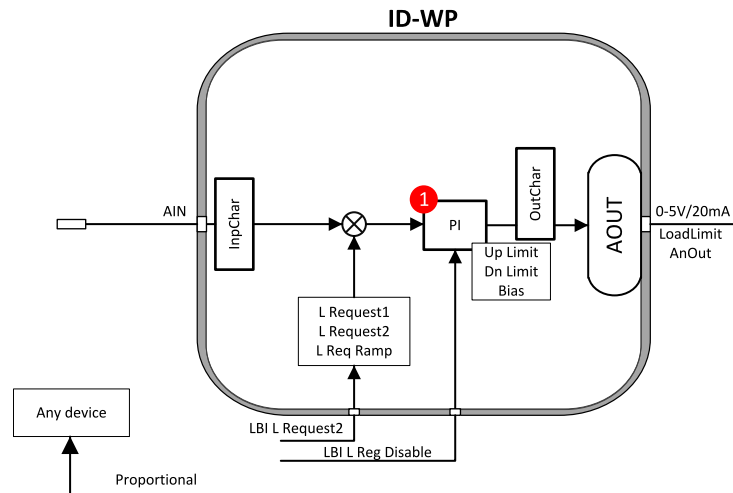 ID-WP
AIN
InpChar
1
PI
OutChar
AOUT
0-5V/20mA
LoadLimit
AnOut
Up Limit
Dn Limit
Bias
L Request1
L Request2
L Req Ramp
Any device
LBI L Request2
LBI L Reg Disable
Proportional